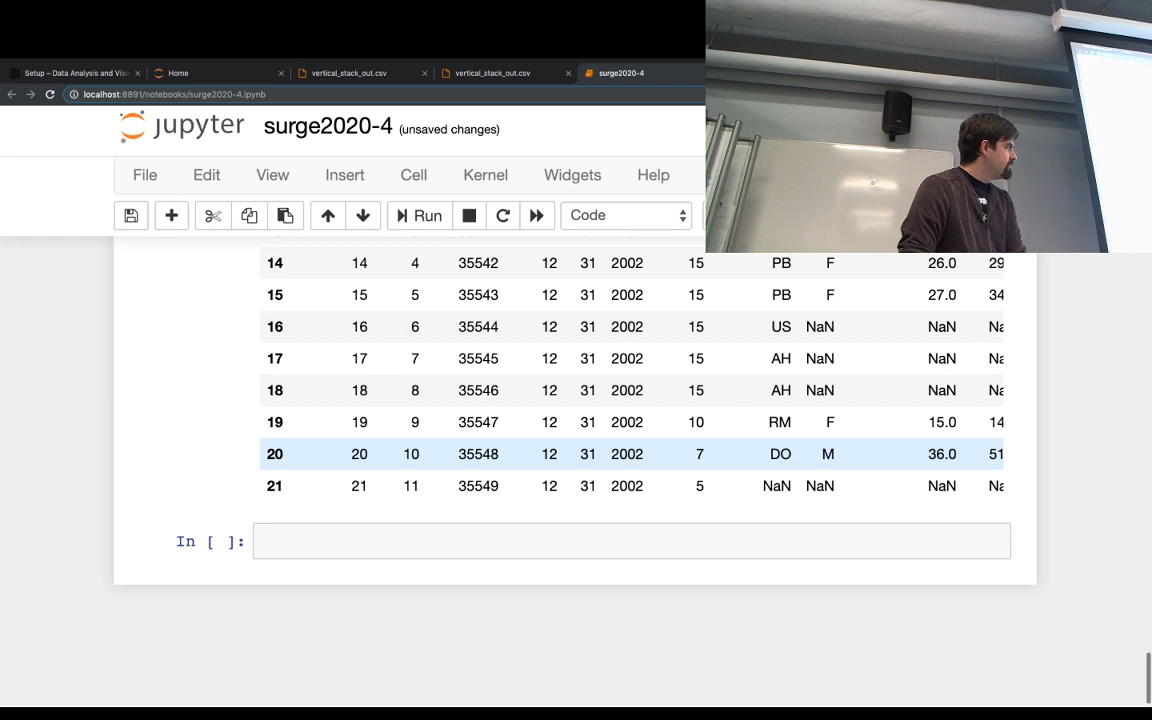 Setup – Data Analysis and Visu
Home
vertical_stack_out.csv
vertical_stack_out.csv
surge2020-4
localhost:8891/notebooks/surge2020-4.ipynb
jupyter surge2020-4 (unsaved changes)
File Edit View Insert Cell Kernel Widgets Help
Run Code
14 14 4 35542 12 31 2002 15 PB F 26.0 29
15 15 5 35543 12 31 2002 15 PB F 27.0 34
16 16 6 35544 12 31 2002 15 US NaN NaN Na
17 17 7 35545 12 31 2002 15 AH NaN NaN Na
18 18 8 35546 12 31 2002 15 AH NaN NaN Na
19 19 9 35547 12 31 2002 10 RM F 15.0 14
20 20 10 35548 12 31 2002 7 DO M 36.0 51
21 21 11 35549 12 31 2002 5 NaN NaN NaN Na
In [ ]: